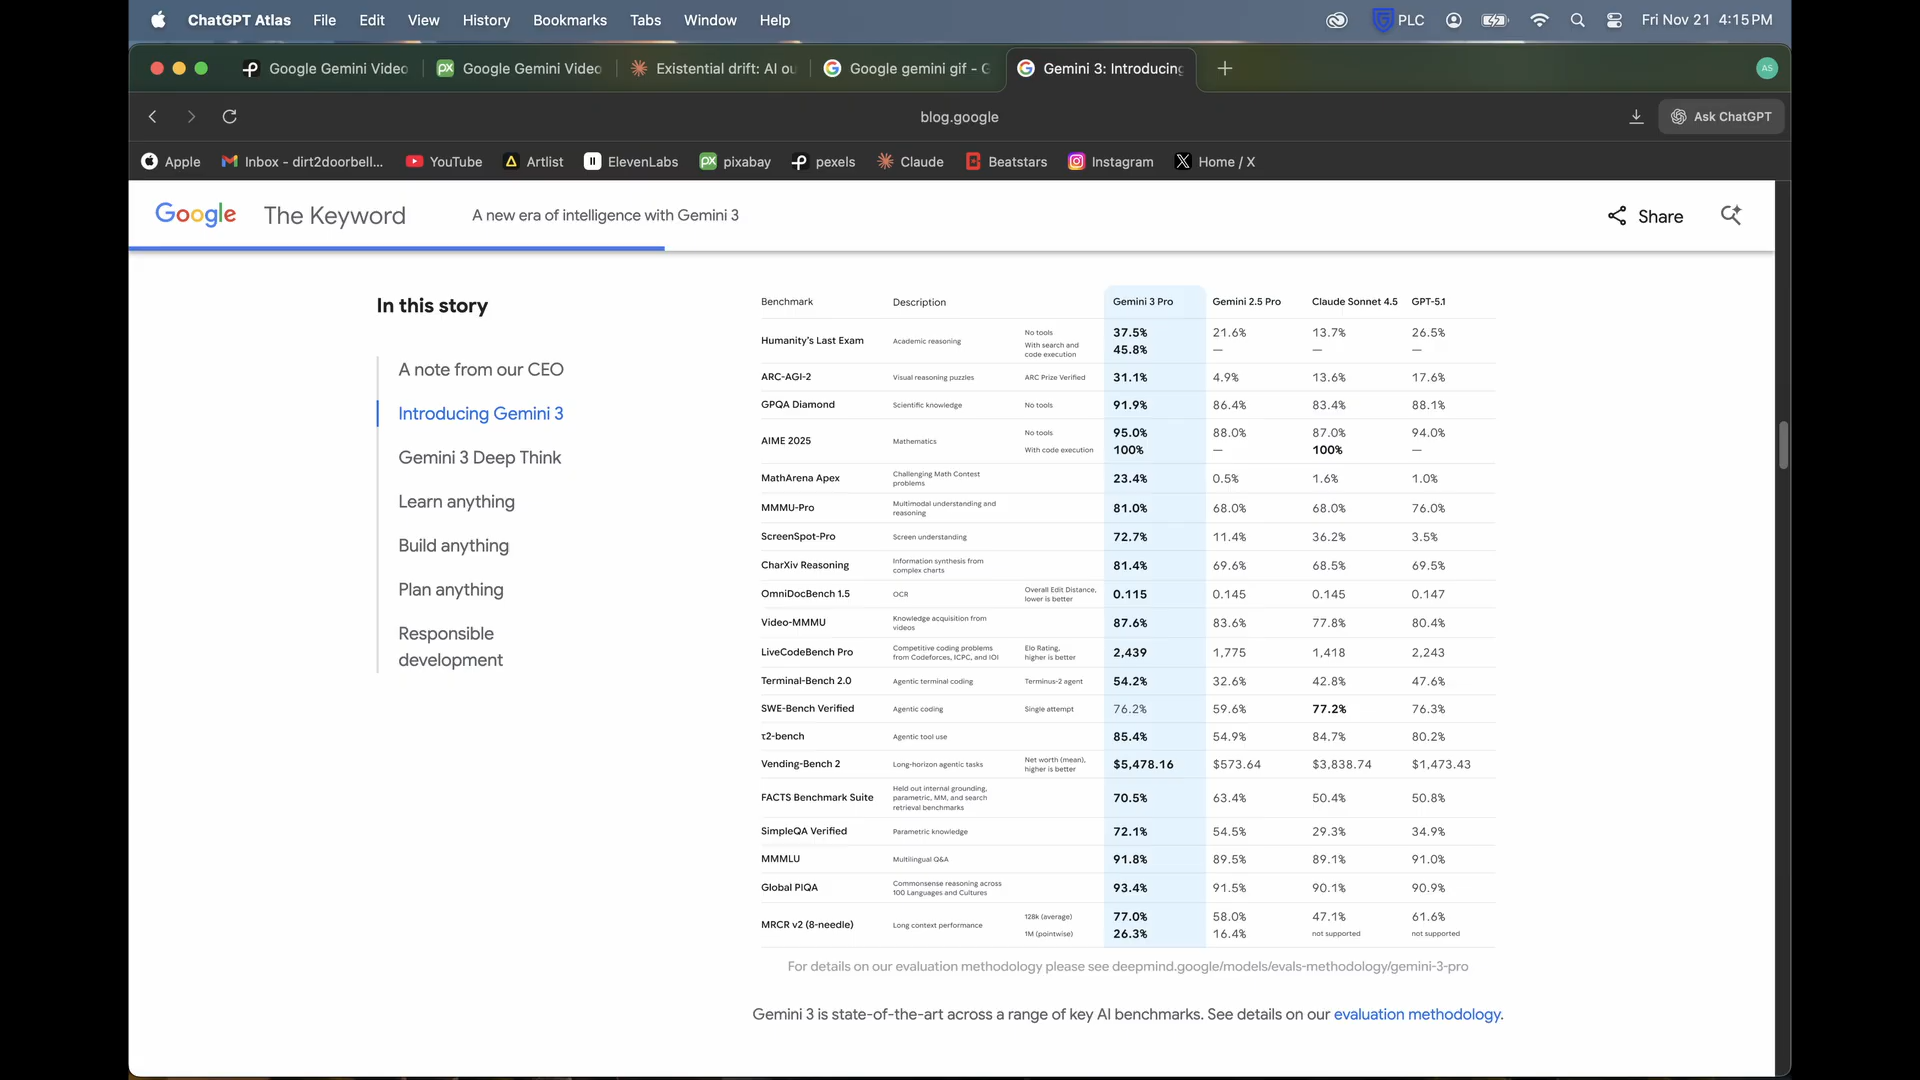 ChatGPT Atlas File Edit View History Bookmarks Tabs Window Help PLC Fri Nov 21 4:15 PM
Google Gemini Video Google Gemini Video Existential drift: AI ou Google gemini gif - G Gemini 3: Introducing AS
blog.google Ask ChatGPT
Apple Inbox - dirt2doorbell... YouTube Artlist ElevenLabs pixabay pexels Claude Beatstars Instagram Home / X
Google The Keyword A new era of intelligence with Gemini 3 Share
In this story
A note from our CEO
Introducing Gemini 3
Gemini 3 Deep Think
Learn anything
Build anything
Plan anything
Responsible
development
Benchmark Description Gemini 3 Pro Gemini 2.5 Pro Claude Sonnet 4.5 GPT-5.1
Humanity's Last Exam Academic reasoning No tools 37.5% 21.6% 13.7% 26.5%
With search and code execution 45.8% — — —
ARC-AGI-2 Visual reasoning puzzles ARC Prize Verified 31.1% 4.9% 13.6% 17.6%
GPQA Diamond Scientific knowledge No tools 91.9% 86.4% 83.4% 88.1%
AIME 2025 Mathematics No tools 95.0% 88.0% 87.0% 94.0%
With code execution 100% — 100% —
MathArena Apex Challenging Math Contest problems 23.4% 0.5% 1.6% 1.0%
MMMU-Pro Multimodal understanding and reasoning 81.0% 68.0% 68.0% 76.0%
ScreenSpot-Pro Screen understanding 72.7% 11.4% 36.2% 3.5%
CharXiv Reasoning Information synthesis from complex charts 81.4% 69.6% 68.5% 69.5%
OmniDocBench 1.5 OCR Overall Edit Distance, lower is better 0.115 0.145 0.145 0.147
Video-MMMU Knowledge acquisition from videos 87.6% 83.6% 77.8% 80.4%
LiveCodeBench Pro Competitive coding problems from Codeforces, ICPC, and IOI Elo Rating, higher is better 2,439 1,775 1,418 2,243
Terminal-Bench 2.0 Agentic terminal coding Terminus-2 agent 54.2% 32.6% 42.8% 47.6%
SWE-Bench Verified Agentic coding Single attempt 76.2% 59.6% 77.2% 76.3%
τ2-bench Agentic tool use 85.4% 54.9% 84.7% 80.2%
Vending-Bench 2 Long-horizon agentic tasks Net worth (mean), higher is better $5,478.16 $573.64 $3,838.74 $1,473.43
FACTS Benchmark Suite Held out internal grounding, parametric, MM, and search retrieval benchmarks 70.5% 63.4% 50.4% 50.8%
SimpleQA Verified Parametric knowledge 72.1% 54.5% 29.3% 34.9%
MMMLU Multilingual Q&A 91.8% 89.5% 89.1% 91.0%
Global PIQA Commonsense reasoning across 100 Languages and Cultures 93.4% 91.5% 90.1% 90.9%
MRCR v2 (8-needle) Long context performance 128k (average) 77.0% 58.0% 47.1% 61.6%
1M (pointwise) 26.3% 16.4% not supported not supported
For details on our evaluation methodology please see deepmind.google/models/evals-methodology/gemini-3-pro
Gemini 3 is state-of-the-art across a range of key AI benchmarks. See details on our evaluation methodology.